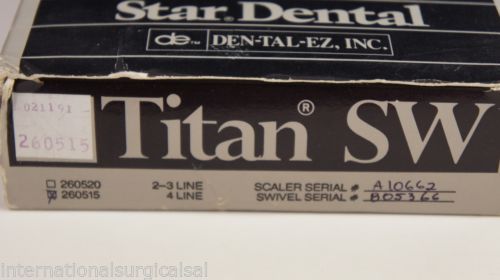 Star Dental
de™ DEN-TAL-EZ, INC.
021191
260515
Titan® SW
260520 2-3 LINE SCALER SERIAL # A10662
260515 4 LINE SWIVEL SERIAL # B05366
internationalsurgicalsal